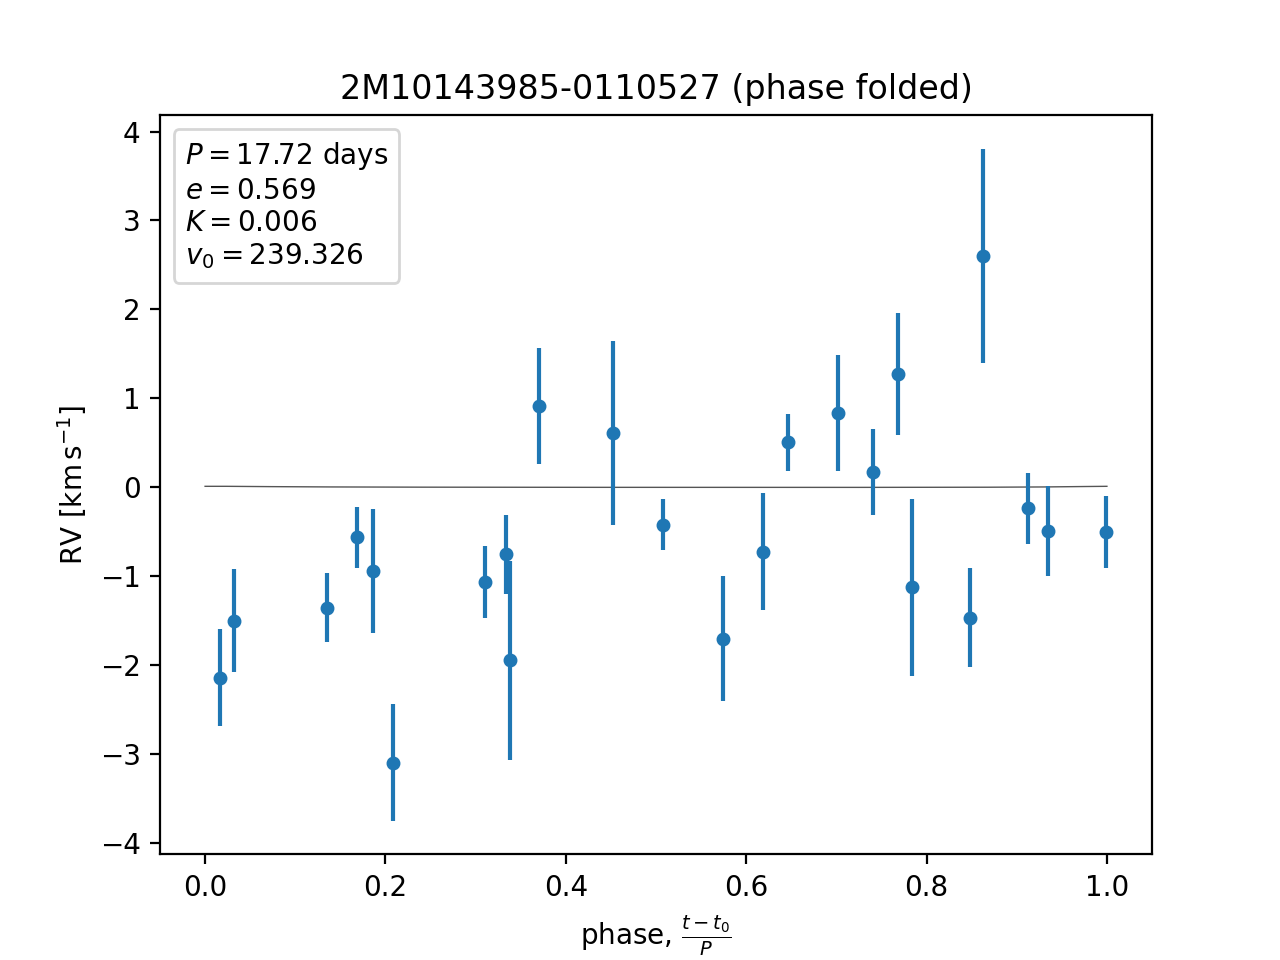 2M10143985-0110527 (phase folded)
P = 17.72 days
e = 0.569
K = 0.006
v₀ = 239.326
4
3
2
1
0
−1
−2
−3
−4
RV [km s⁻¹]
0.0 0.2 0.4 0.6 0.8 1.0
phase, (t − t₀)/P